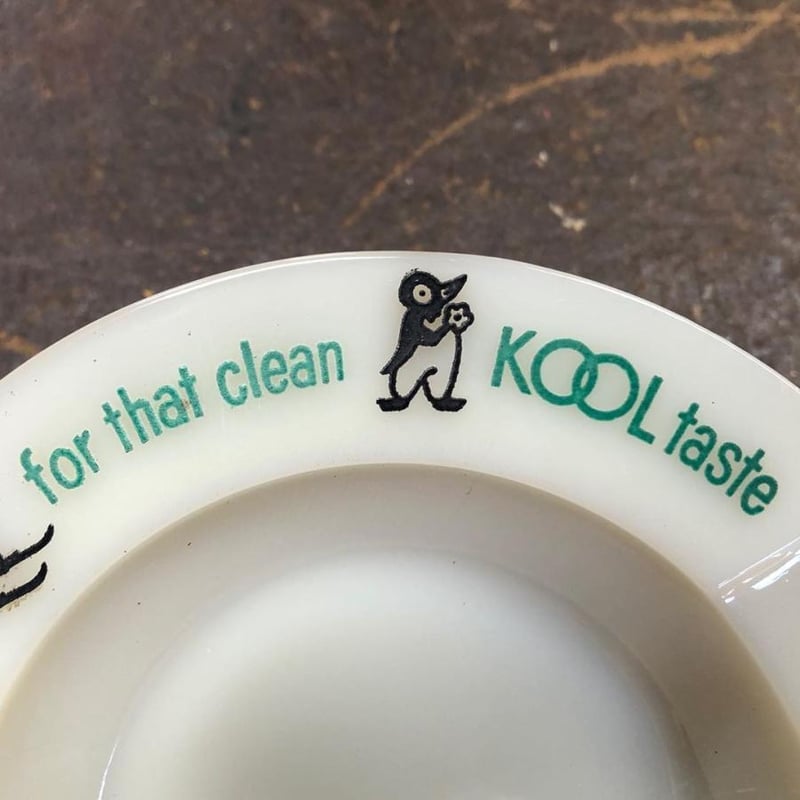 for that clean KOOL taste